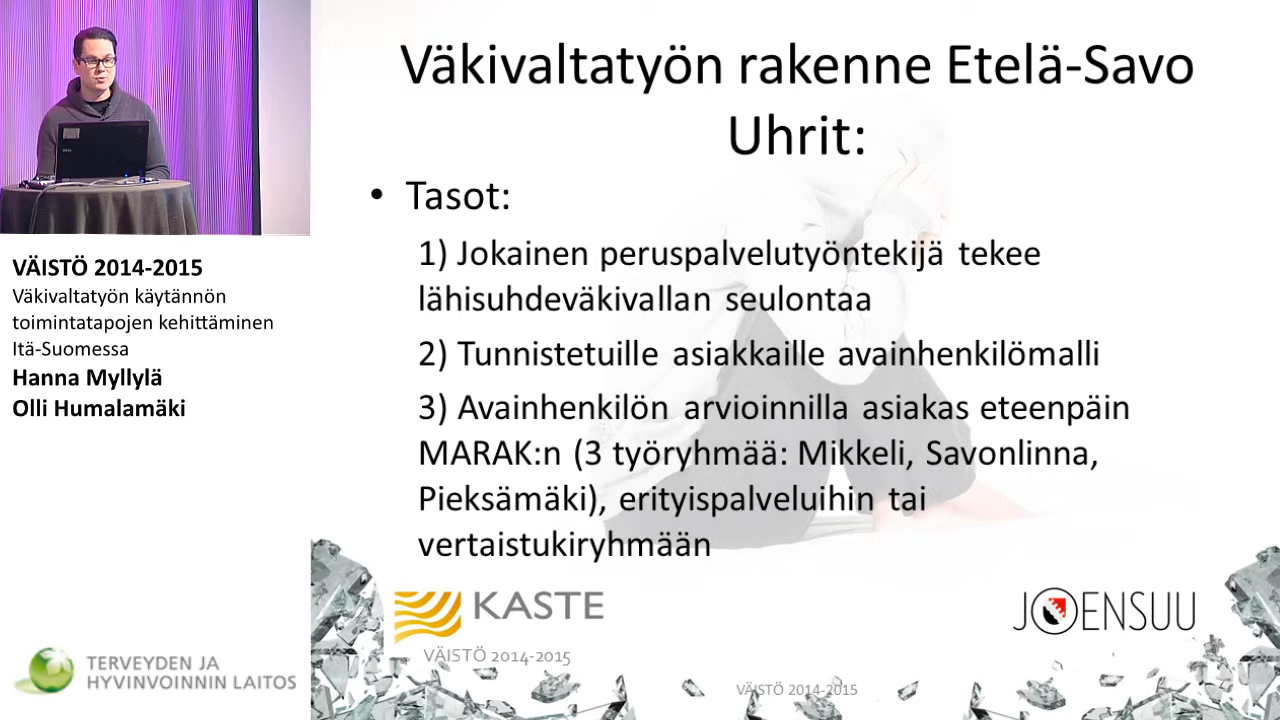 VÄISTÖ 2014-2015
Väkivaltatyön käytännön
toimintatapojen kehittäminen
Itä-Suomessa
Hanna Myllylä
Olli Humalamäki
TERVEYDEN JA
HYVINVOINNIN LAITOS
Väkivaltatyön rakenne Etelä-Savo
Uhrit:
• Tasot:
1) Jokainen peruspalvelutyöntekijä tekee
lähisuhdeväkivallan seulontaa
2) Tunnistetuille asiakkaille avainhenkilömalli
3) Avainhenkilön arvioinnilla asiakas eteenpäin
MARAK:n (3 työryhmää: Mikkeli, Savonlinna,
Pieksämäki), erityispalveluihin tai
vertaistukiryhmään
KASTE
JOENSUU
VÄISTÖ 2014-2015
VÄISTÖ 2014-2015